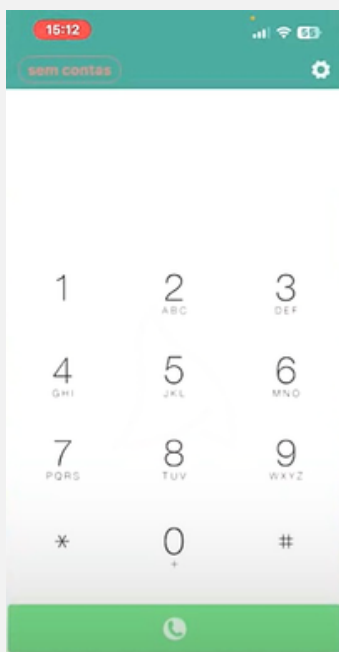 15:12
59
sem contas
1 2 3
ABC DEF
4 5 6
GHI JKL MNO
7 8 9
PQRS TUV WXYZ
* 0 #
+